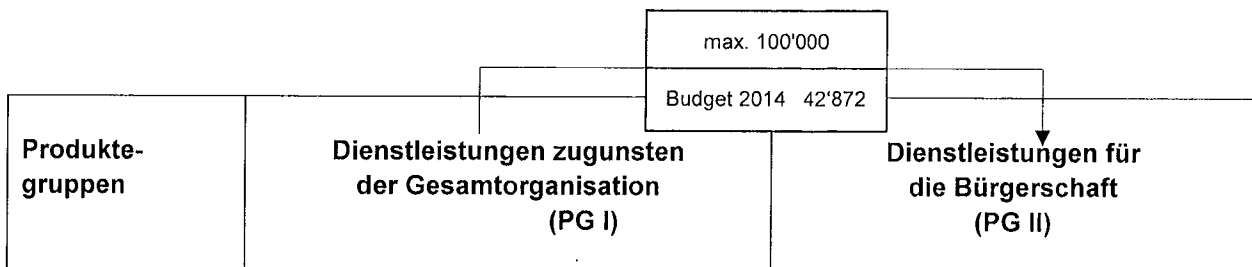 max. 100'000
Budget 2014 42'872
Produkte-
gruppen
Dienstleistungen zugunsten
der Gesamtorganisation
(PG I)
Dienstleistungen für
die Bürgerschaft
(PG II)